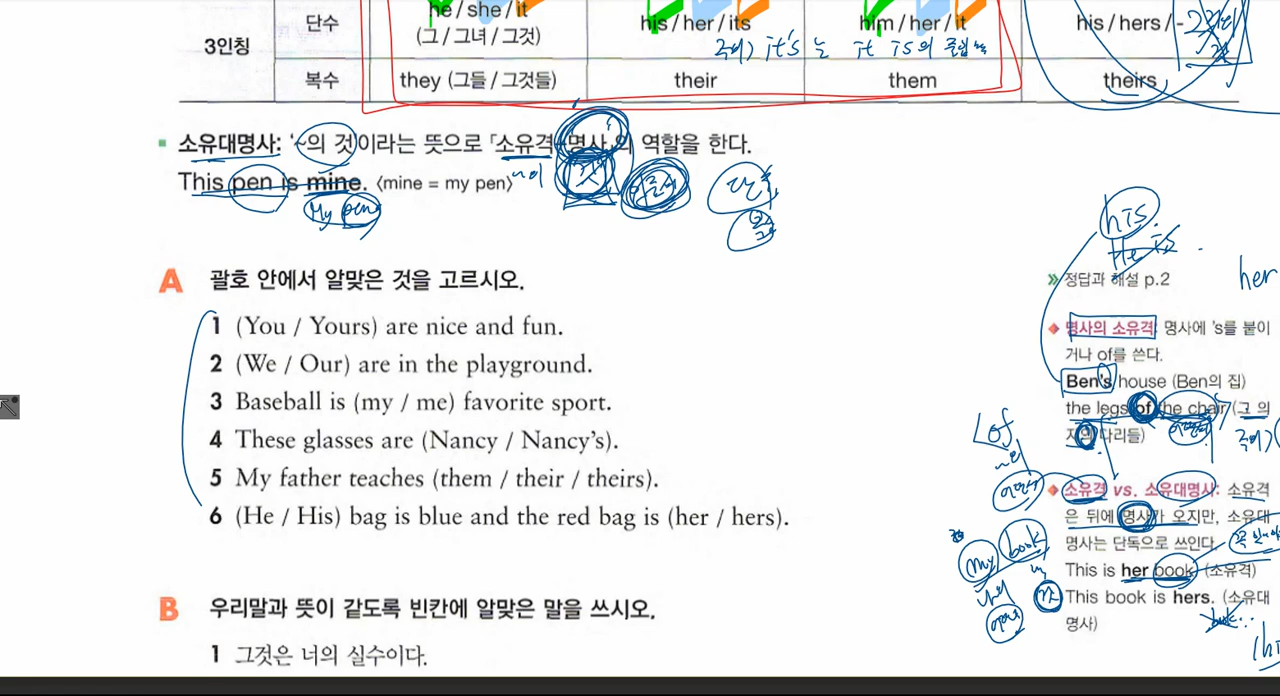 단수 he / she / it his / her / its him / her / it his / hers / -
(그 / 그녀 / 그것)
it's 는 it is의
3인칭
복수 they (그들 / 그것들) their them theirs
소유대명사: '~의 것'이라는 뜻으로 「소유격+명사」의 역할을 한다.
This pen is mine. <mine = my pen>
My pen
his
He is
A 괄호 안에서 알맞은 것을 고르시오.
» 정답과 해설 p.2
her
1 (You / Yours) are nice and fun.
2 (We / Our) are in the playground.
3 Baseball is (my / me) favorite sport.
4 These glasses are (Nancy / Nancy's).
5 My father teaches (them / their / theirs).
6 (He / His) bag is blue and the red bag is (her / hers).
명사의 소유격: 명사에 's를 붙이
거나 of를 쓴다.
Ben's house (Ben의 집)
the legs of the chair (그 의
자의 다리들)
of
소유격 vs. 소유대명사: 소유격
은 뒤에 명사가 오지만, 소유대
명사는 단독으로 쓰인다.
This is her book. (소유격)
This book is hers. (소유대
명사)
my book
B 우리말과 뜻이 같도록 빈칸에 알맞은 말을 쓰시오.
1 그것은 너의 실수이다.